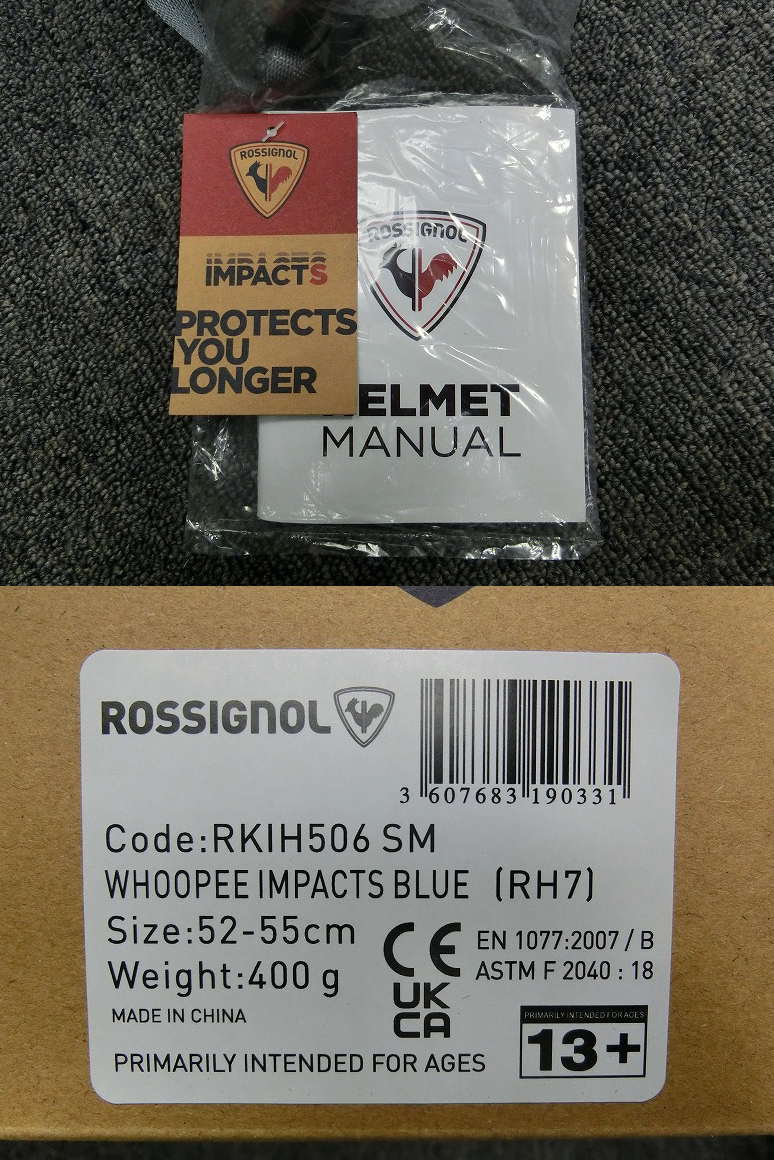 ROSSIGNOL
IMPACTS
PROTECTS
YOU
LONGER
ROSSIGNOL
HELMET
MANUAL
ROSSIGNOL
3 607683 190331
Code:RKIH506 SM
WHOOPEE IMPACTS BLUE (RH7)
Size:52-55cm
Weight:400 g
CE
EN 1077:2007 / B
ASTM F 2040 : 18
UK
CA
MADE IN CHINA
PRIMARILY INTENDED FOR AGES
PRIMARILY INTENDED FOR AGES
13+